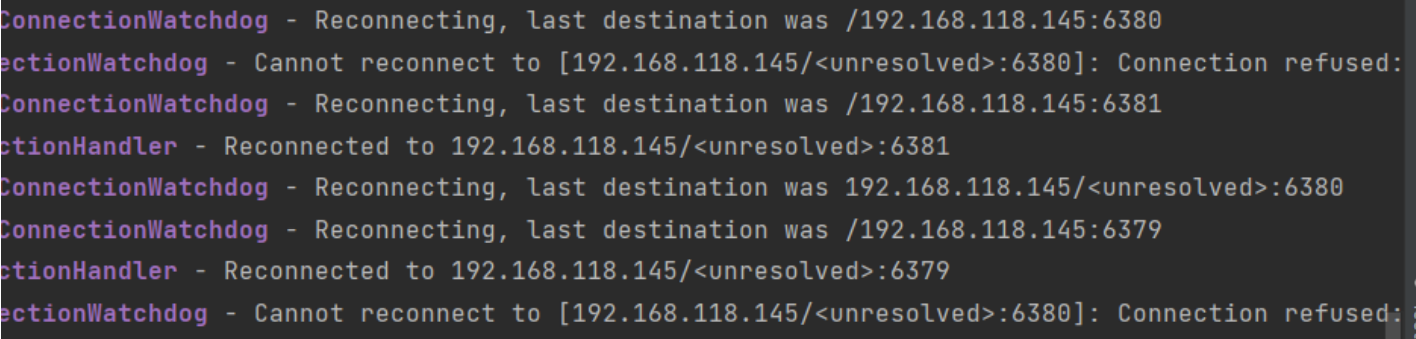 ConnectionWatchdog - Reconnecting, last destination was /192.168.118.145:6380
ectionWatchdog - Cannot reconnect to [192.168.118.145/<unresolved>:6380]: Connection refused:
ConnectionWatchdog - Reconnecting, last destination was /192.168.118.145:6381
ctionHandler - Reconnected to 192.168.118.145/<unresolved>:6381
ConnectionWatchdog - Reconnecting, last destination was 192.168.118.145/<unresolved>:6380
ConnectionWatchdog - Reconnecting, last destination was /192.168.118.145:6379
ctionHandler - Reconnected to 192.168.118.145/<unresolved>:6379
ectionWatchdog - Cannot reconnect to [192.168.118.145/<unresolved>:6380]: Connection refused: